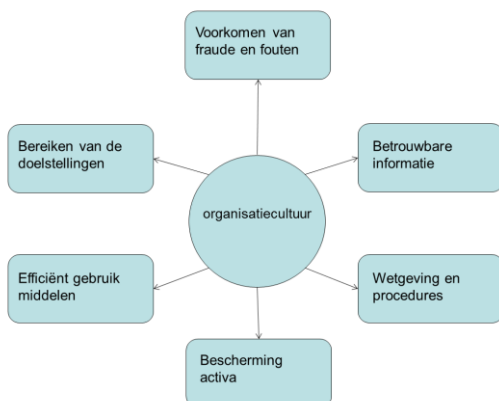 Voorkomen van
fraude en fouten
Bereiken van de
doelstellingen
Betrouwbare
informatie
organisatiecultuur
Efficiënt gebruik
middelen
Wetgeving en
procedures
Bescherming
activa